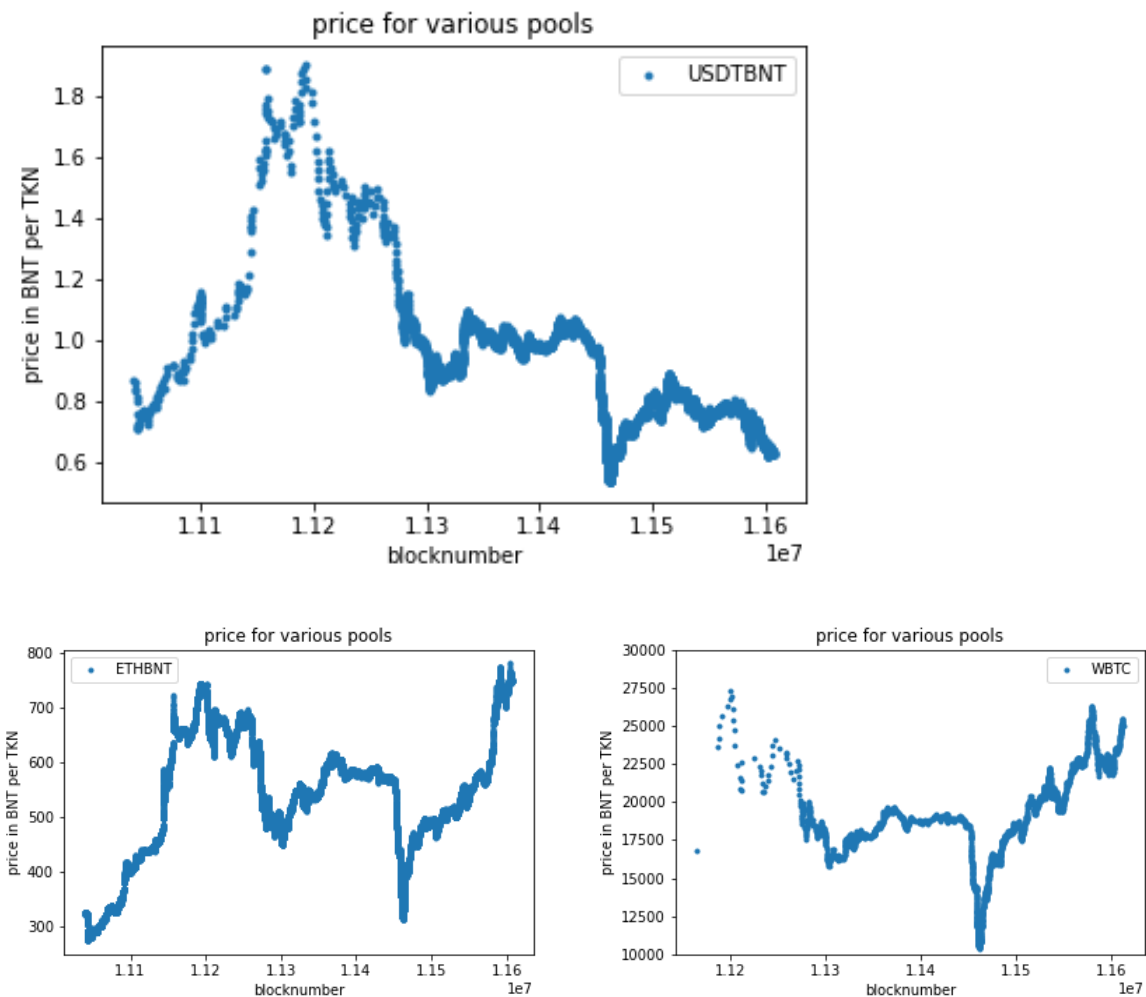 price for various pools
USDTBNT
price in BNT per TKN
1.8
1.6
1.4
1.2
1.0
0.8
0.6
1.11 1.12 1.13 1.14 1.15 1.16
1e7
blocknumber
price for various pools
ETHBNT
price in BNT per TKN
800
700
600
500
400
300
1.11 1.12 1.13 1.14 1.15 1.16
1e7
blocknumber
price for various pools
WBTC
price in BNT per TKN
30000
27500
25000
22500
20000
17500
15000
12500
10000
1.12 1.13 1.14 1.15 1.16
1e7
blocknumber